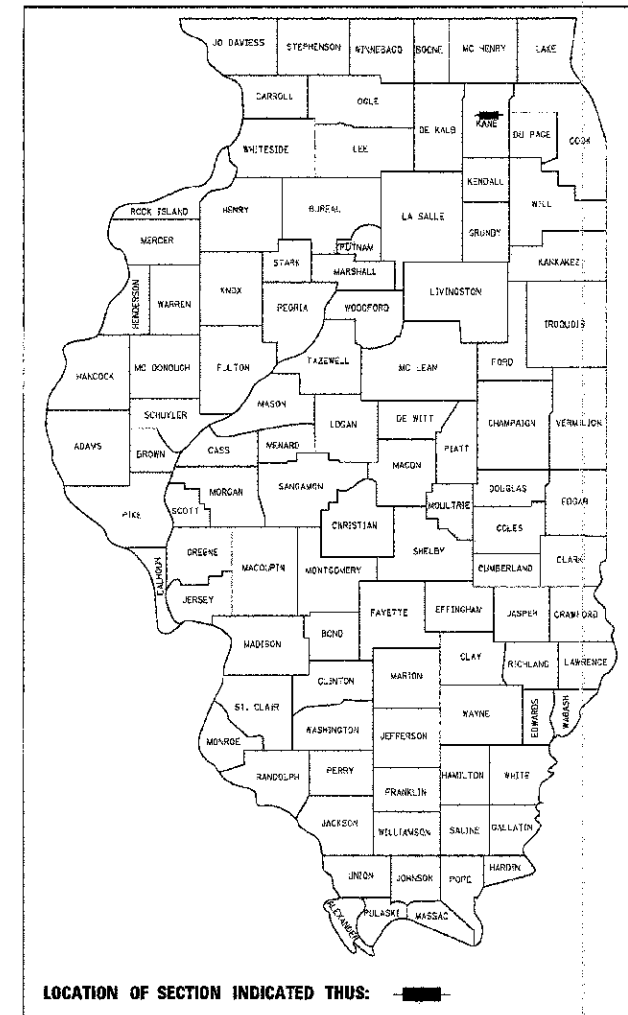 JO DAVIESS STEPHENSON WINNEBAGO BOONE MC HENRY LAKE
CARROLL OGLE DE KALB KANE DU PAGE COOK
WHITESIDE LEE KENDALL WILL
ROCK ISLAND HENRY BUREAU LA SALLE GRUNDY
MERCER STARK PUTNAM KANKAKEE
HENDERSON WARREN KNOX PEORIA MARSHALL WOODFORD LIVINGSTON IROQUOIS
HANCOCK MC DONOUGH FULTON TAZEWELL MC LEAN FORD
SCHUYLER MASON LOGAN DE WITT PIATT CHAMPAIGN VERMILION
ADAMS BROWN CASS MENARD MACON
PIKE SCOTT MORGAN SANGAMON CHRISTIAN MOULTRIE DOUGLAS EDGAR
COLES
CALHOUN GREENE MACOUPIN MONTGOMERY SHELBY CUMBERLAND CLARK
JERSEY FAYETTE EFFINGHAM JASPER CRAWFORD
MADISON BOND CLAY RICHLAND LAWRENCE
CLINTON MARION
ST. CLAIR WASHINGTON WAYNE EDWARDS WABASH
MONROE JEFFERSON
RANDOLPH PERRY HAMILTON WHITE
FRANKLIN
JACKSON WILLIAMSON SALINE GALLATIN
UNION JOHNSON POPE HARDIN
ALEXANDER PULASKI MASSAC
LOCATION OF SECTION INDICATED THUS: